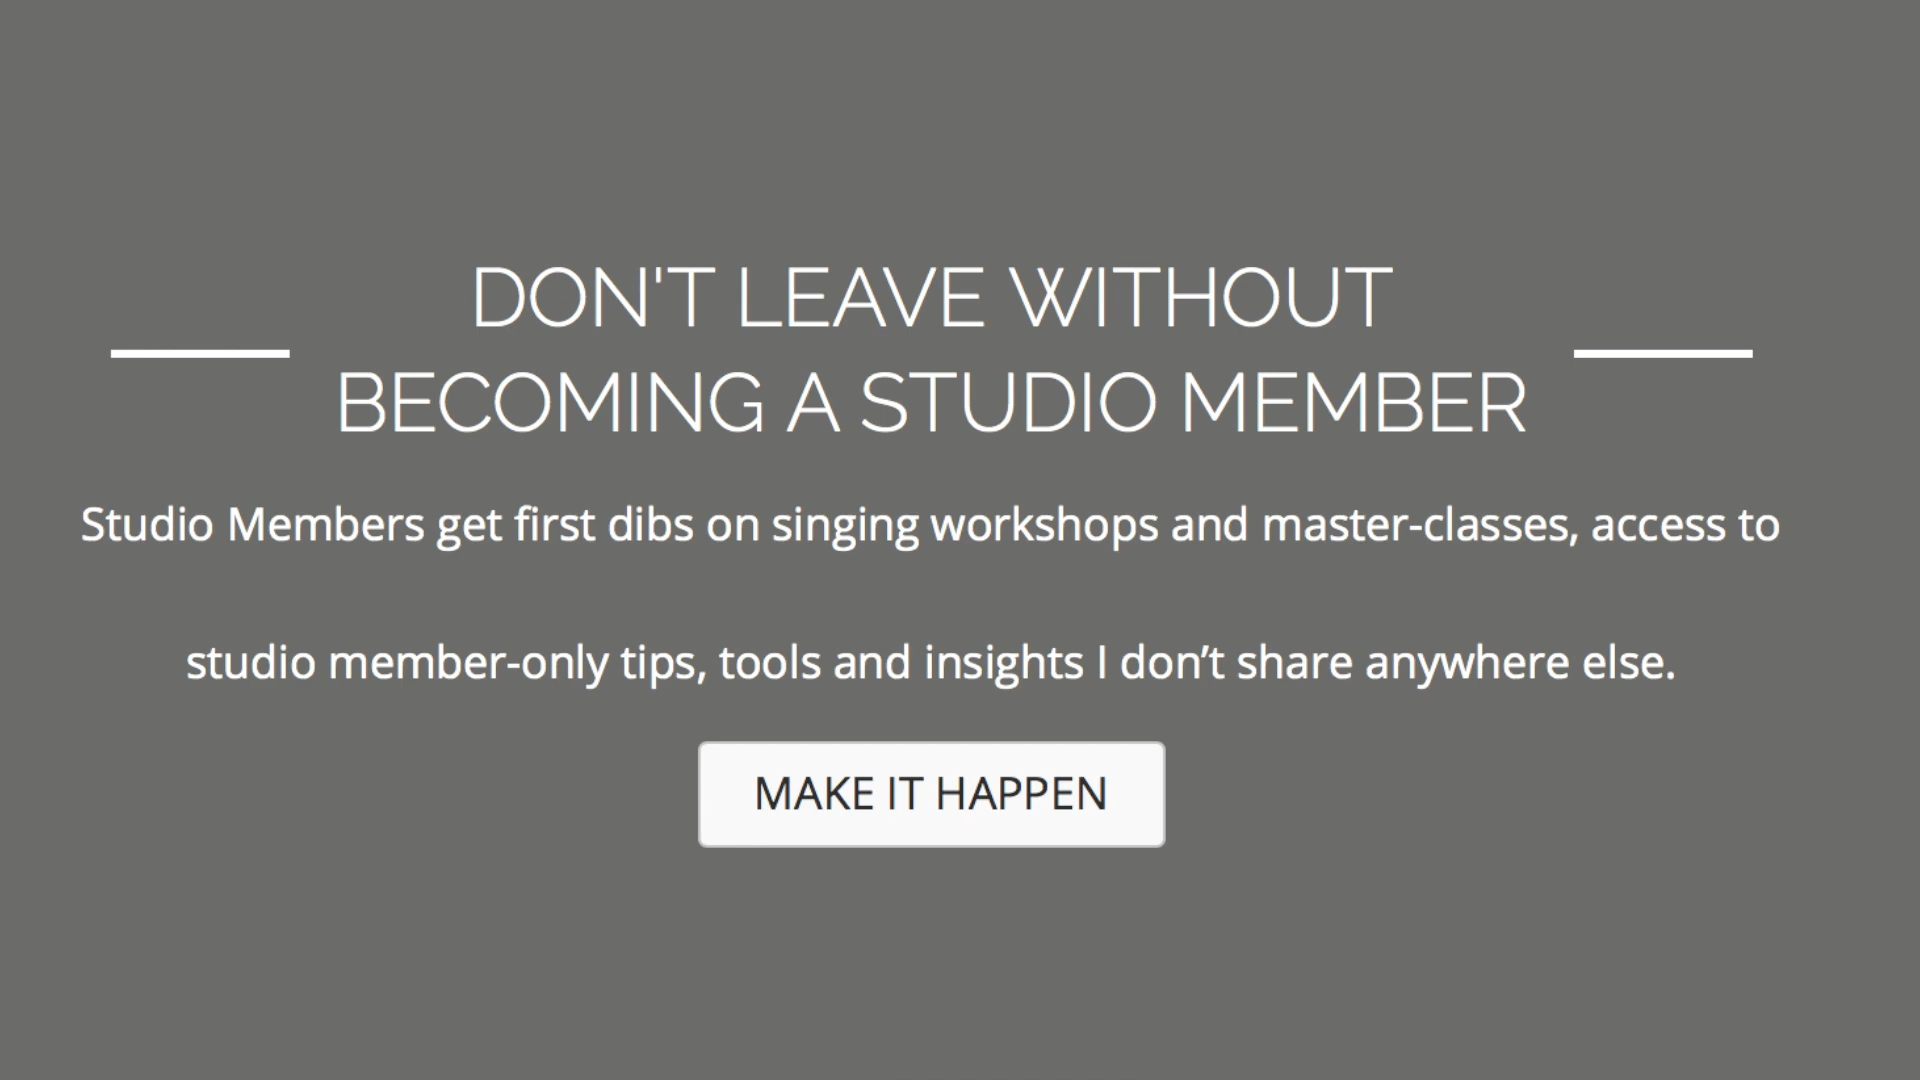 DON'T LEAVE WITHOUT
BECOMING A STUDIO MEMBER
Studio Members get first dibs on singing workshops and master-classes, access to
studio member-only tips, tools and insights I don’t share anywhere else.
MAKE IT HAPPEN